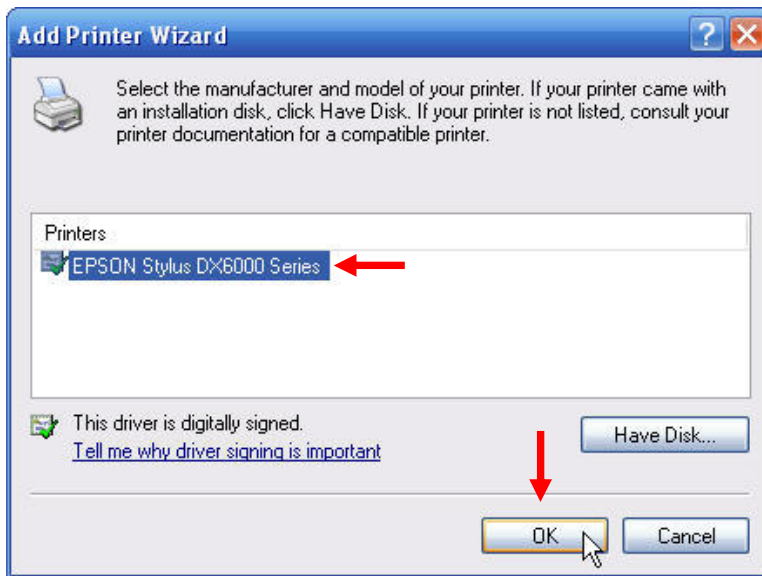 Add Printer Wizard
Select the manufacturer and model of your printer. If your printer came with
an installation disk, click Have Disk. If your printer is not listed, consult your
printer documentation for a compatible printer.
Printers
EPSON Stylus DX6000 Series
This driver is digitally signed.
Have Disk...
Tell me why driver signing is important
OK
Cancel